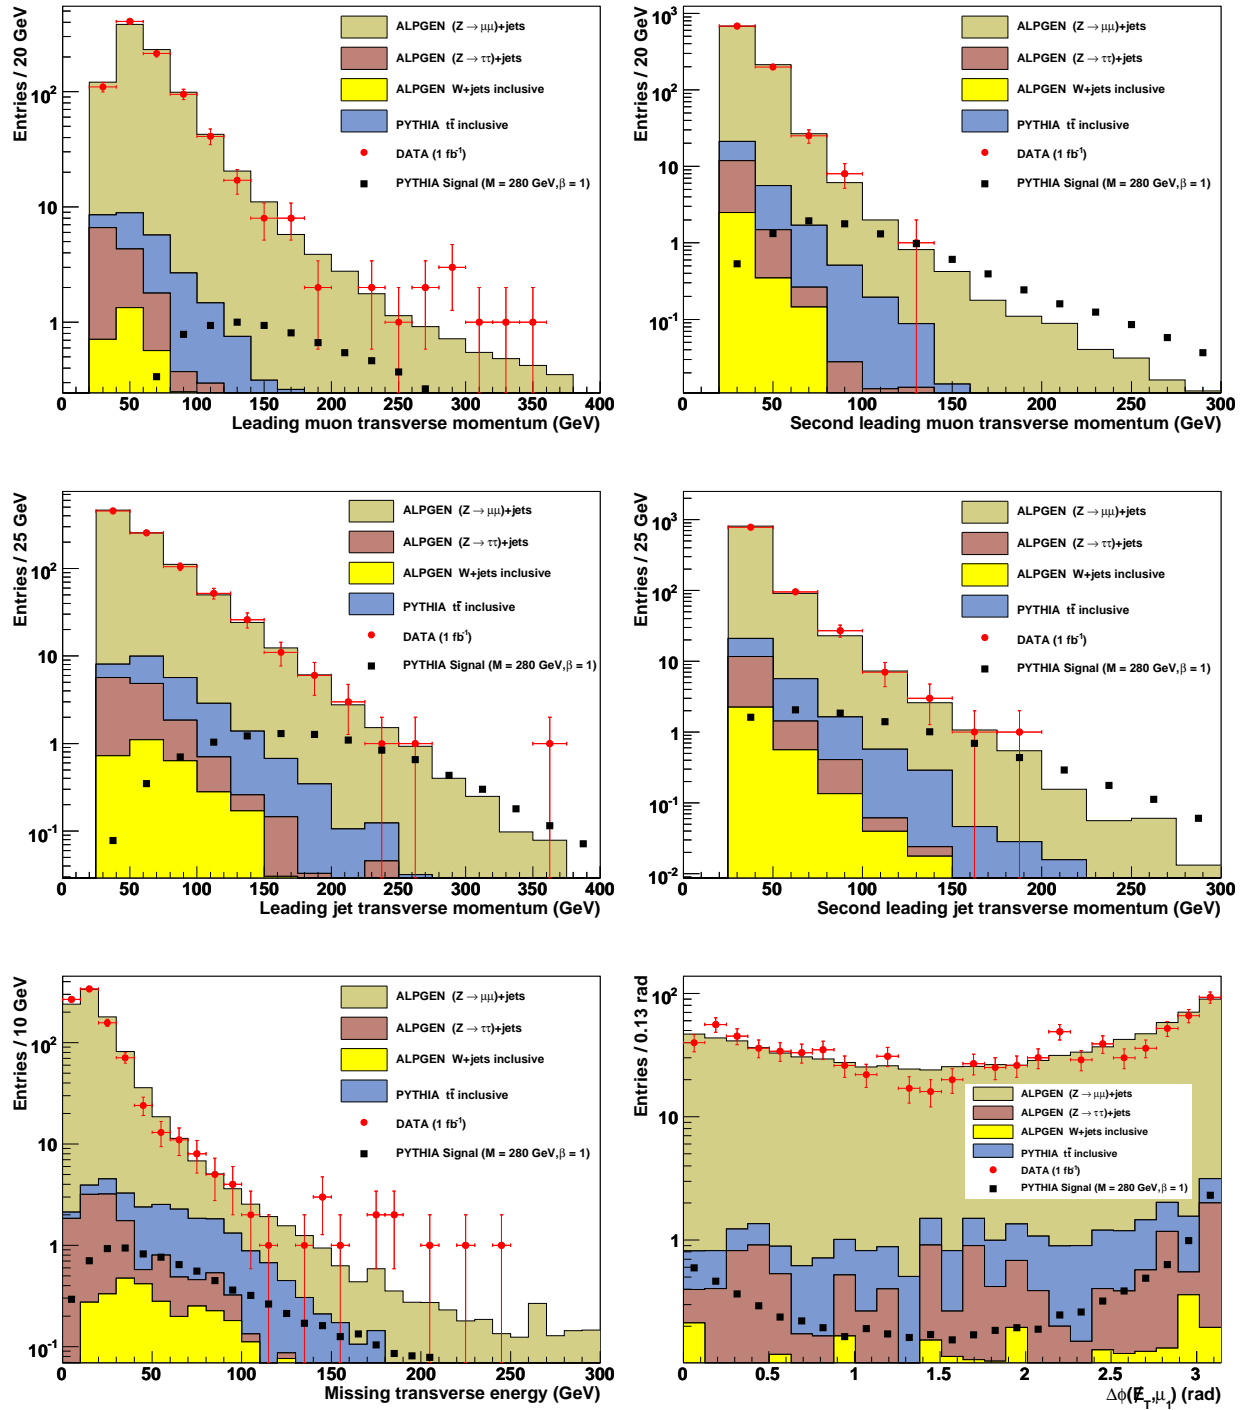 Entries / 20 GeV
10²
10
1
ALPGEN (Z → μμ)+jets
ALPGEN (Z → ττ)+jets
ALPGEN W+jets inclusive
PYTHIA tt̄ inclusive
DATA (1 fb⁻¹)
PYTHIA Signal (M = 280 GeV,β = 1)
0 50 100 150 200 250 300 350 400
Leading muon transverse momentum (GeV)
Entries / 20 GeV
10³
10²
10
1
10⁻¹
ALPGEN (Z → μμ)+jets
ALPGEN (Z → ττ)+jets
ALPGEN W+jets inclusive
PYTHIA tt̄ inclusive
DATA (1 fb⁻¹)
PYTHIA Signal (M = 280 GeV,β = 1)
0 50 100 150 200 250 300
Second leading muon transverse momentum (GeV)
Entries / 25 GeV
10²
10
1
10⁻¹
ALPGEN (Z → μμ)+jets
ALPGEN (Z → ττ)+jets
ALPGEN W+jets inclusive
PYTHIA tt̄ inclusive
DATA (1 fb⁻¹)
PYTHIA Signal (M = 280 GeV,β = 1)
0 50 100 150 200 250 300 350 400
Leading jet transverse momentum (GeV)
Entries / 25 GeV
10³
10²
10
1
10⁻¹
10⁻²
ALPGEN (Z → μμ)+jets
ALPGEN (Z → ττ)+jets
ALPGEN W+jets inclusive
PYTHIA tt̄ inclusive
DATA (1 fb⁻¹)
PYTHIA Signal (M = 280 GeV,β = 1)
0 50 100 150 200 250 300
Second leading jet transverse momentum (GeV)
Entries / 10 GeV
10²
10
1
10⁻¹
ALPGEN (Z → μμ)+jets
ALPGEN (Z → ττ)+jets
ALPGEN W+jets inclusive
PYTHIA tt̄ inclusive
DATA (1 fb⁻¹)
PYTHIA Signal (M = 280 GeV,β = 1)
0 50 100 150 200 250 300
Missing transverse energy (GeV)
Entries / 0.13 rad
10²
10
1
ALPGEN (Z → μμ)+jets
ALPGEN (Z → ττ)+jets
ALPGEN W+jets inclusive
PYTHIA tt̄ inclusive
DATA (1 fb⁻¹)
PYTHIA Signal (M = 280 GeV,β = 1)
0 0.5 1 1.5 2 2.5 3
Δϕ(E̸_T,μ₁) (rad)